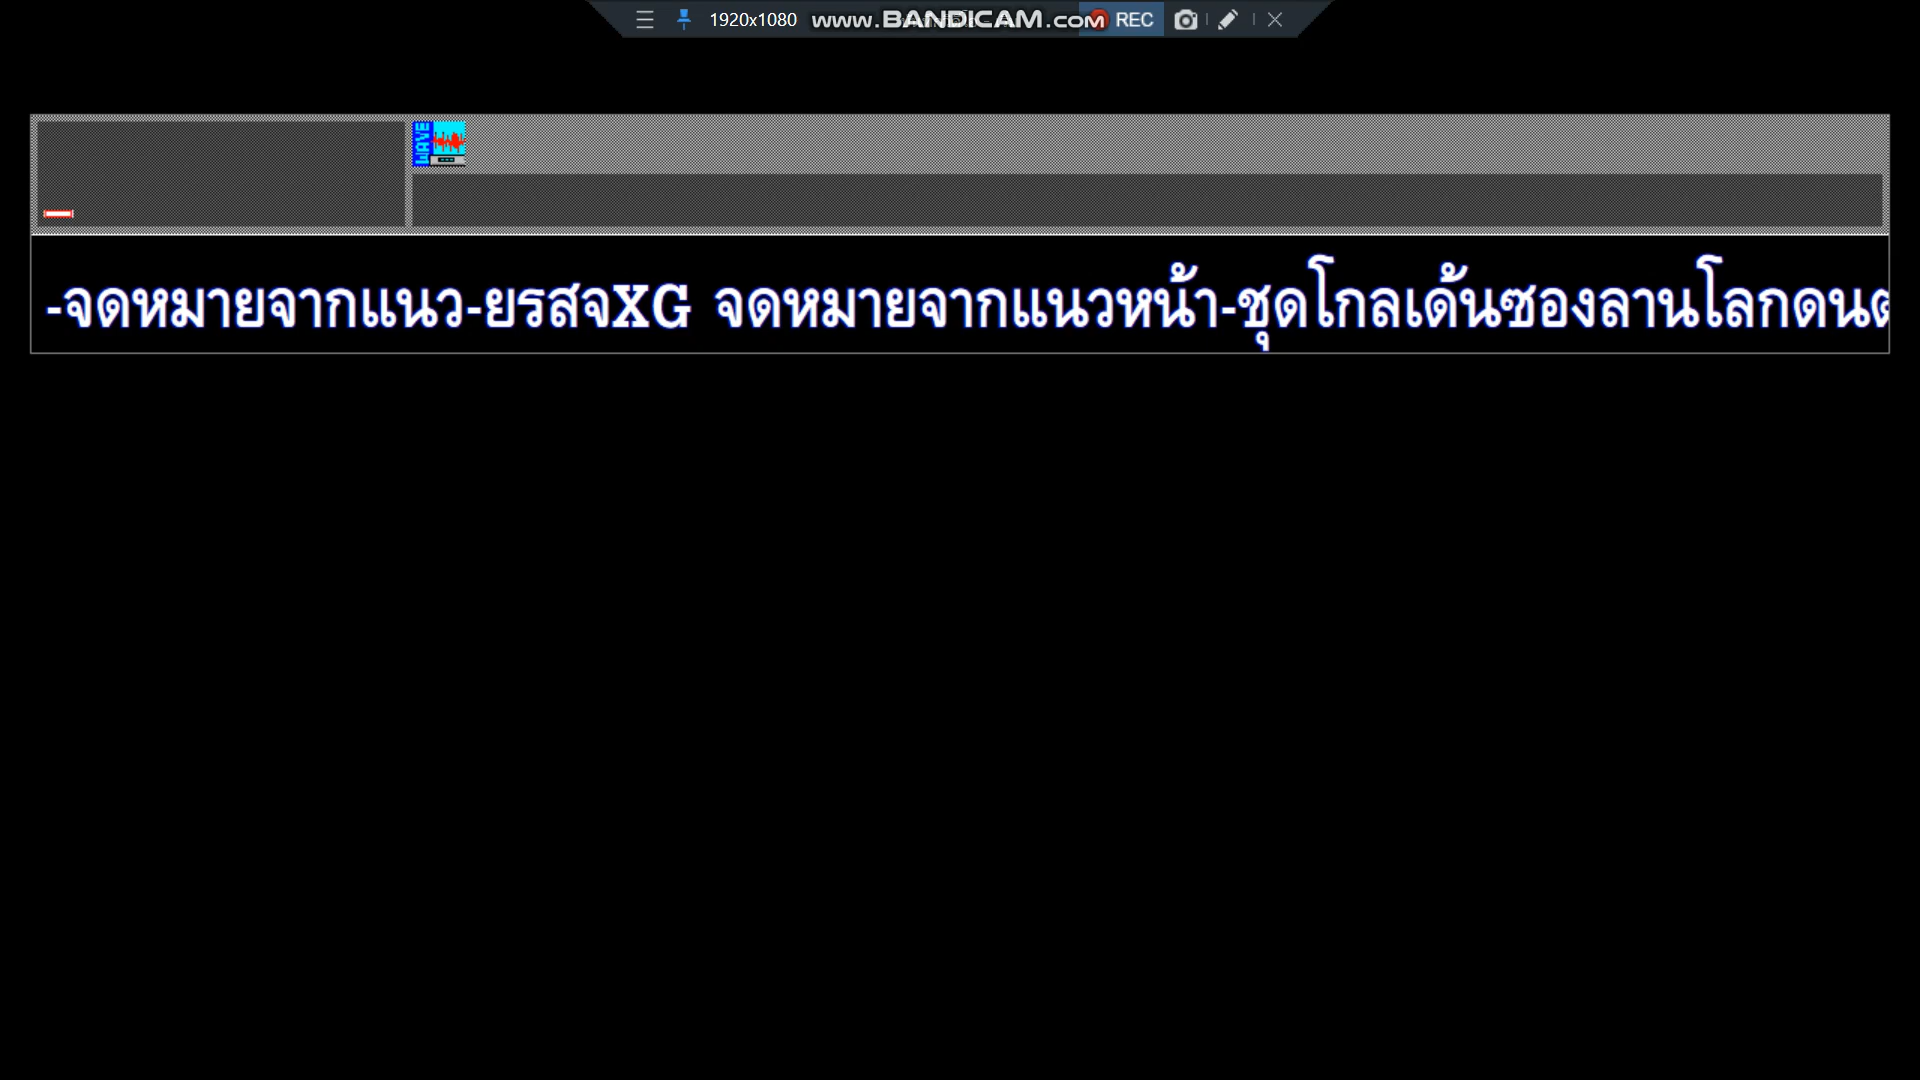 1920x1080 www.BANDICAM.com REC
WAVE
-จดหมายจากแนว-ยรสจXG จดหมายจากแนวหน้า-ชุดโกลเด้นซองลานโลกดนต